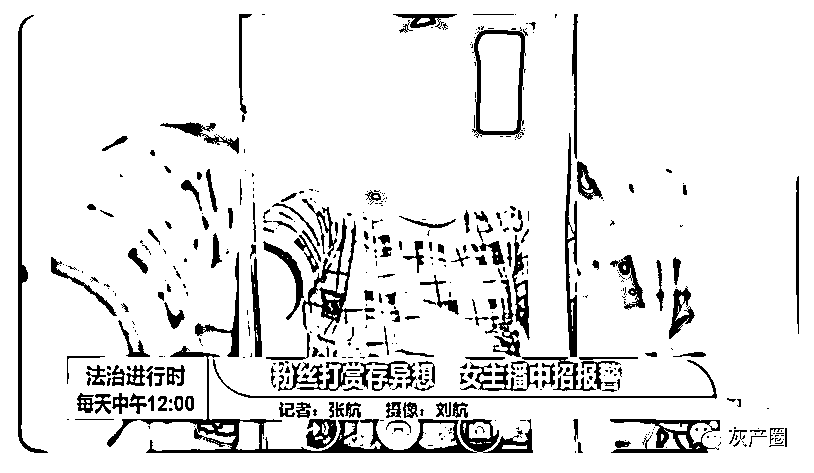 法治进行时
每天中午12:00
粉丝打赏存异想 女主播中招报警
记者：张航 摄像：刘航
灰产圈